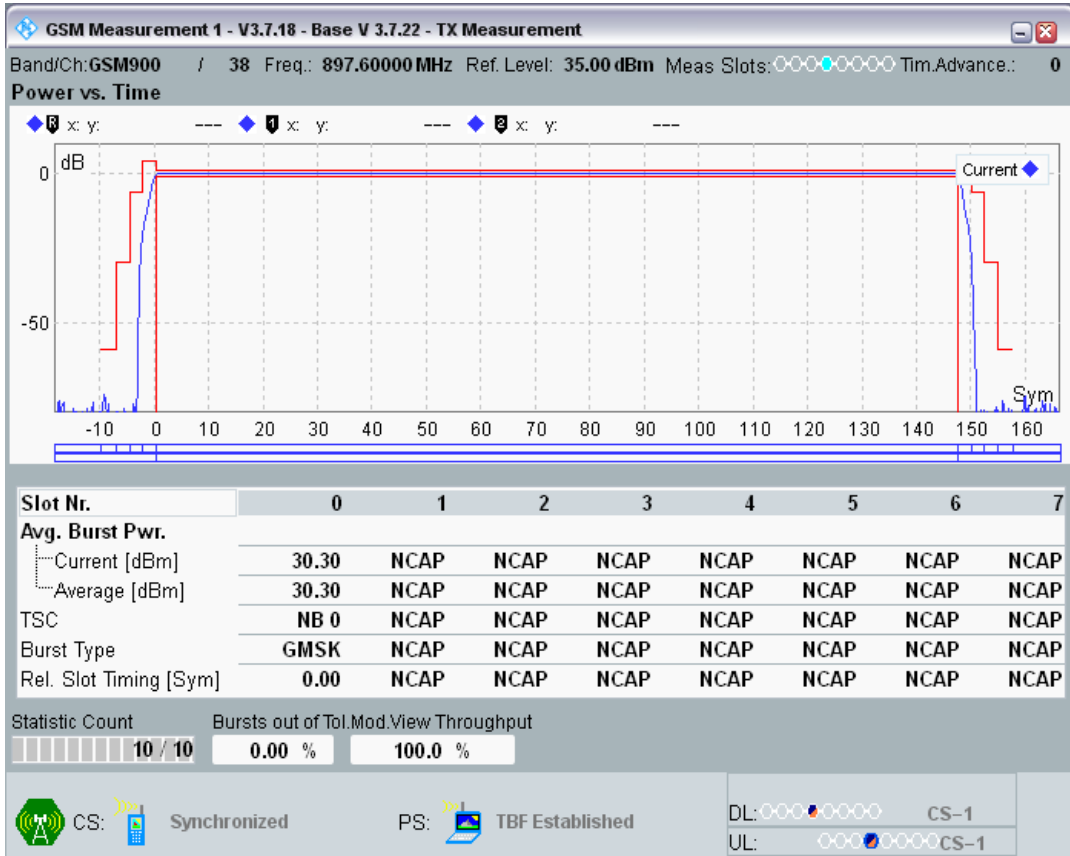 GSM Measurement 1 - V3.7.18 - Base V 3.7.22 - TX Measurement
Band/Ch:GSM900 / 38 Freq.: 897.60000 MHz Ref. Level: 35.00 dBm Meas Slots: Tim.Advance.: 0
Power vs. Time
R x: y: --- 1 x: y: --- 2 x: y: ---
dB
Current
0
-50
Sym
-10 0 10 20 30 40 50 60 70 80 90 100 110 120 130 140 150 160
Slot Nr. 0 1 2 3 4 5 6 7
Avg. Burst Pwr.
Current [dBm] 30.30 NCAP NCAP NCAP NCAP NCAP NCAP NCAP
Average [dBm] 30.30 NCAP NCAP NCAP NCAP NCAP NCAP NCAP
TSC NB 0 NCAP NCAP NCAP NCAP NCAP NCAP NCAP
Burst Type GMSK NCAP NCAP NCAP NCAP NCAP NCAP NCAP
Rel. Slot Timing [Sym] 0.00 NCAP NCAP NCAP NCAP NCAP NCAP NCAP
Statistic Count Bursts out of Tol.Mod.View Throughput
10 / 10 0.00 % 100.0 %
CS: Synchronized PS: TBF Established
DL: CS-1
UL: CS-1